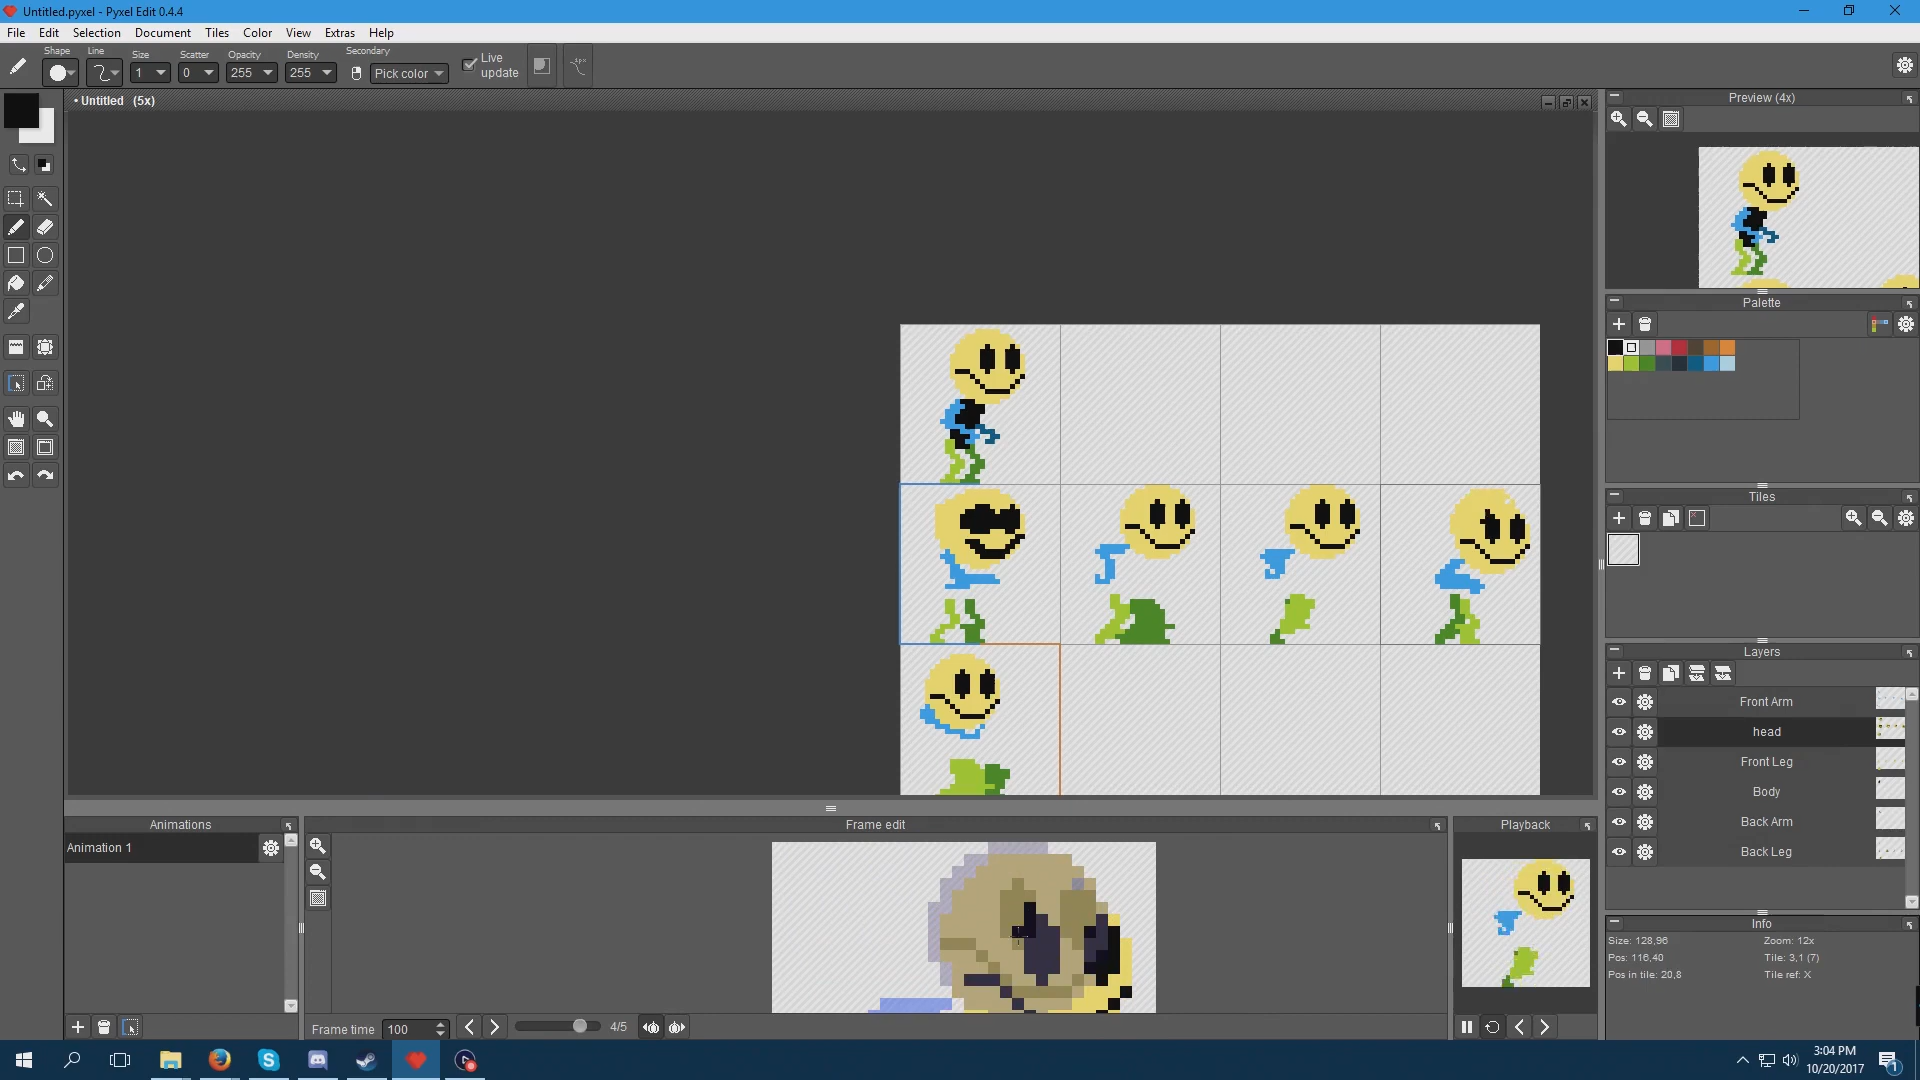 Untitled.pyxel - Pyxel Edit 0.4.4
File Edit Selection Document Tiles Color View Extras Help
Shape Line Size Scatter Opacity Density Secondary
1 0 255 255 Pick color Live update
• Untitled (5x)
Preview (4x)
Palette
Tiles
Layers
Front Arm
head
Front Leg
Body
Back Arm
Back Leg
Info
Size: 128,96 Zoom: 12x
Pos: 116,40 Tile: 3,1 (7)
Pos in tile: 20,8 Tile ref: X
Animations
Animation 1
Frame edit
Frame time 100 4/5
Playback
3:04 PM
10/20/2017
1